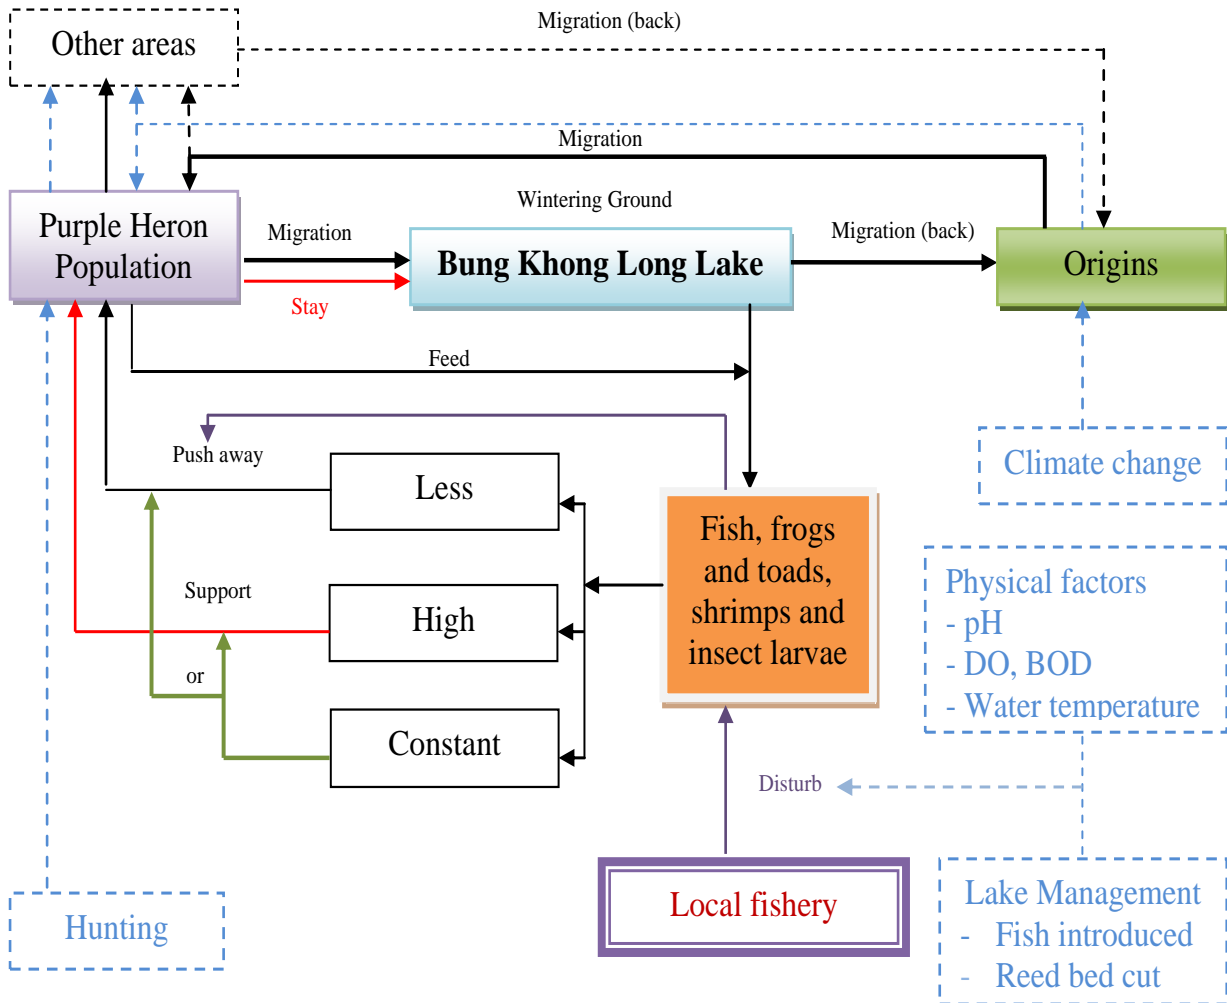 Migration (back)
Other areas
Migration
Wintering Ground
Purple Heron
Population
Migration
Stay
Bung Khong Long Lake
Migration (back)
Origins
Feed
Push away
Less
Climate change
Fish, frogs
and toads,
shrimps and
insect larvae
Support
High
or
Constant
Physical factors
- pH
- DO, BOD
- Water temperature
Disturb
Hunting
Local fishery
Lake Management
- Fish introduced
- Reed bed cut